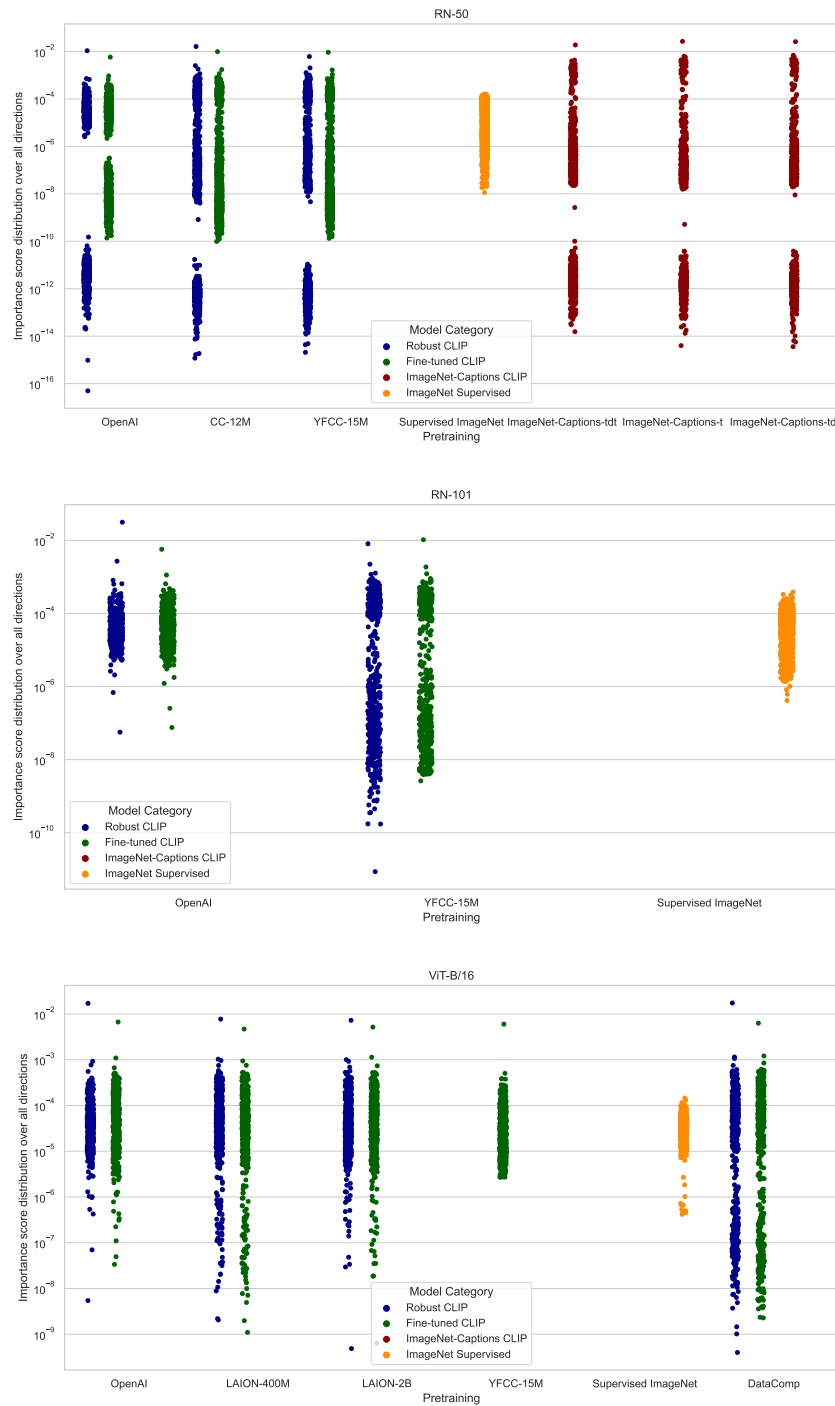 RN-50
Importance score distribution over all directions
10⁻²
10⁻⁴
10⁻⁶
10⁻⁸
10⁻¹⁰
10⁻¹²
10⁻¹⁴
10⁻¹⁶
Model Category
Robust CLIP
Fine-tuned CLIP
ImageNet-Captions CLIP
ImageNet Supervised
OpenAI CC-12M YFCC-15M Supervised ImageNet ImageNet-Captions-tdt ImageNet-Captions-t ImageNet-Captions-td
Pretraining
RN-101
Importance score distribution over all directions
10⁻²
10⁻⁴
10⁻⁶
10⁻⁸
10⁻¹⁰
Model Category
Robust CLIP
Fine-tuned CLIP
ImageNet-Captions CLIP
ImageNet Supervised
OpenAI YFCC-15M Supervised ImageNet
Pretraining
ViT-B/16
Importance score distribution over all directions
10⁻²
10⁻³
10⁻⁴
10⁻⁵
10⁻⁶
10⁻⁷
10⁻⁸
10⁻⁹
Model Category
Robust CLIP
Fine-tuned CLIP
ImageNet-Captions CLIP
ImageNet Supervised
OpenAI LAION-400M LAION-2B YFCC-15M Supervised ImageNet DataComp
Pretraining